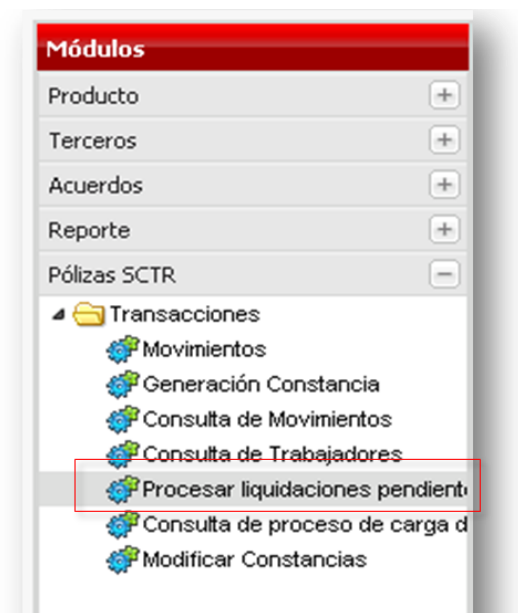 Módulos
Producto
Terceros
Acuerdos
Reporte
Pólizas SCTR
Transacciones
Movimientos
Generación Constancia
Consulta de Movimientos
Consulta de Trabajadores
Procesar liquidaciones pendient
Consulta de proceso de carga d
Modificar Constancias